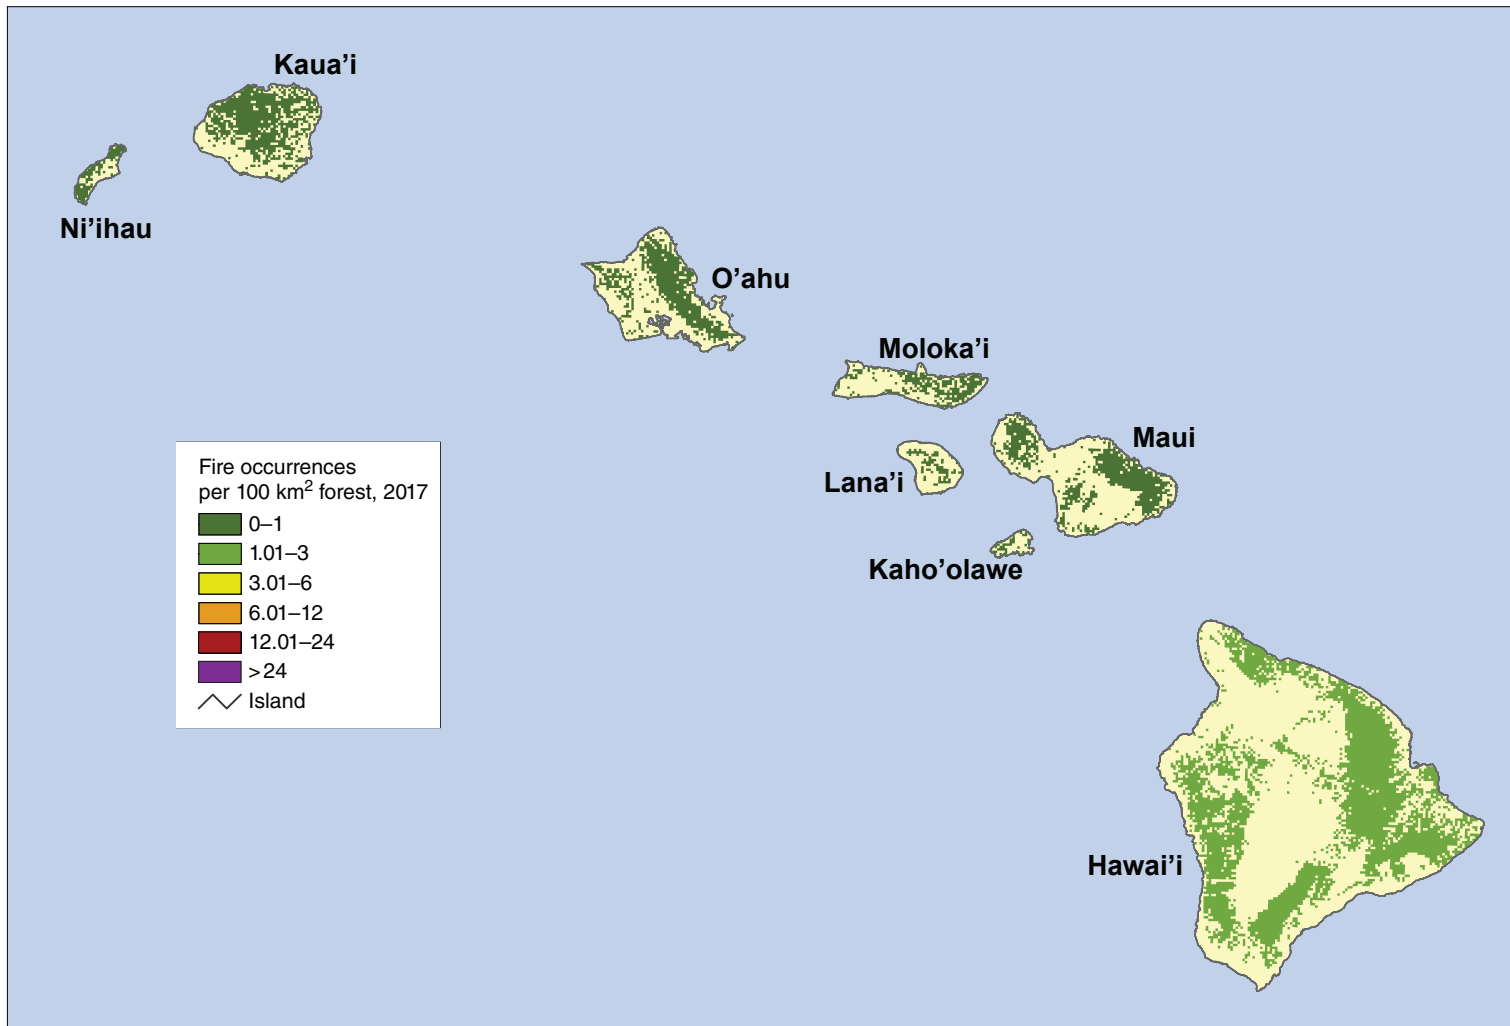 Kaua’i
Ni’ihau
O’ahu
Moloka’i
Maui
Lana’i
Kaho’olawe
Hawai’i
Fire occurrences
per 100 km² forest, 2017
0–1
1.01–3
3.01–6
6.01–12
12.01–24
>24
Island